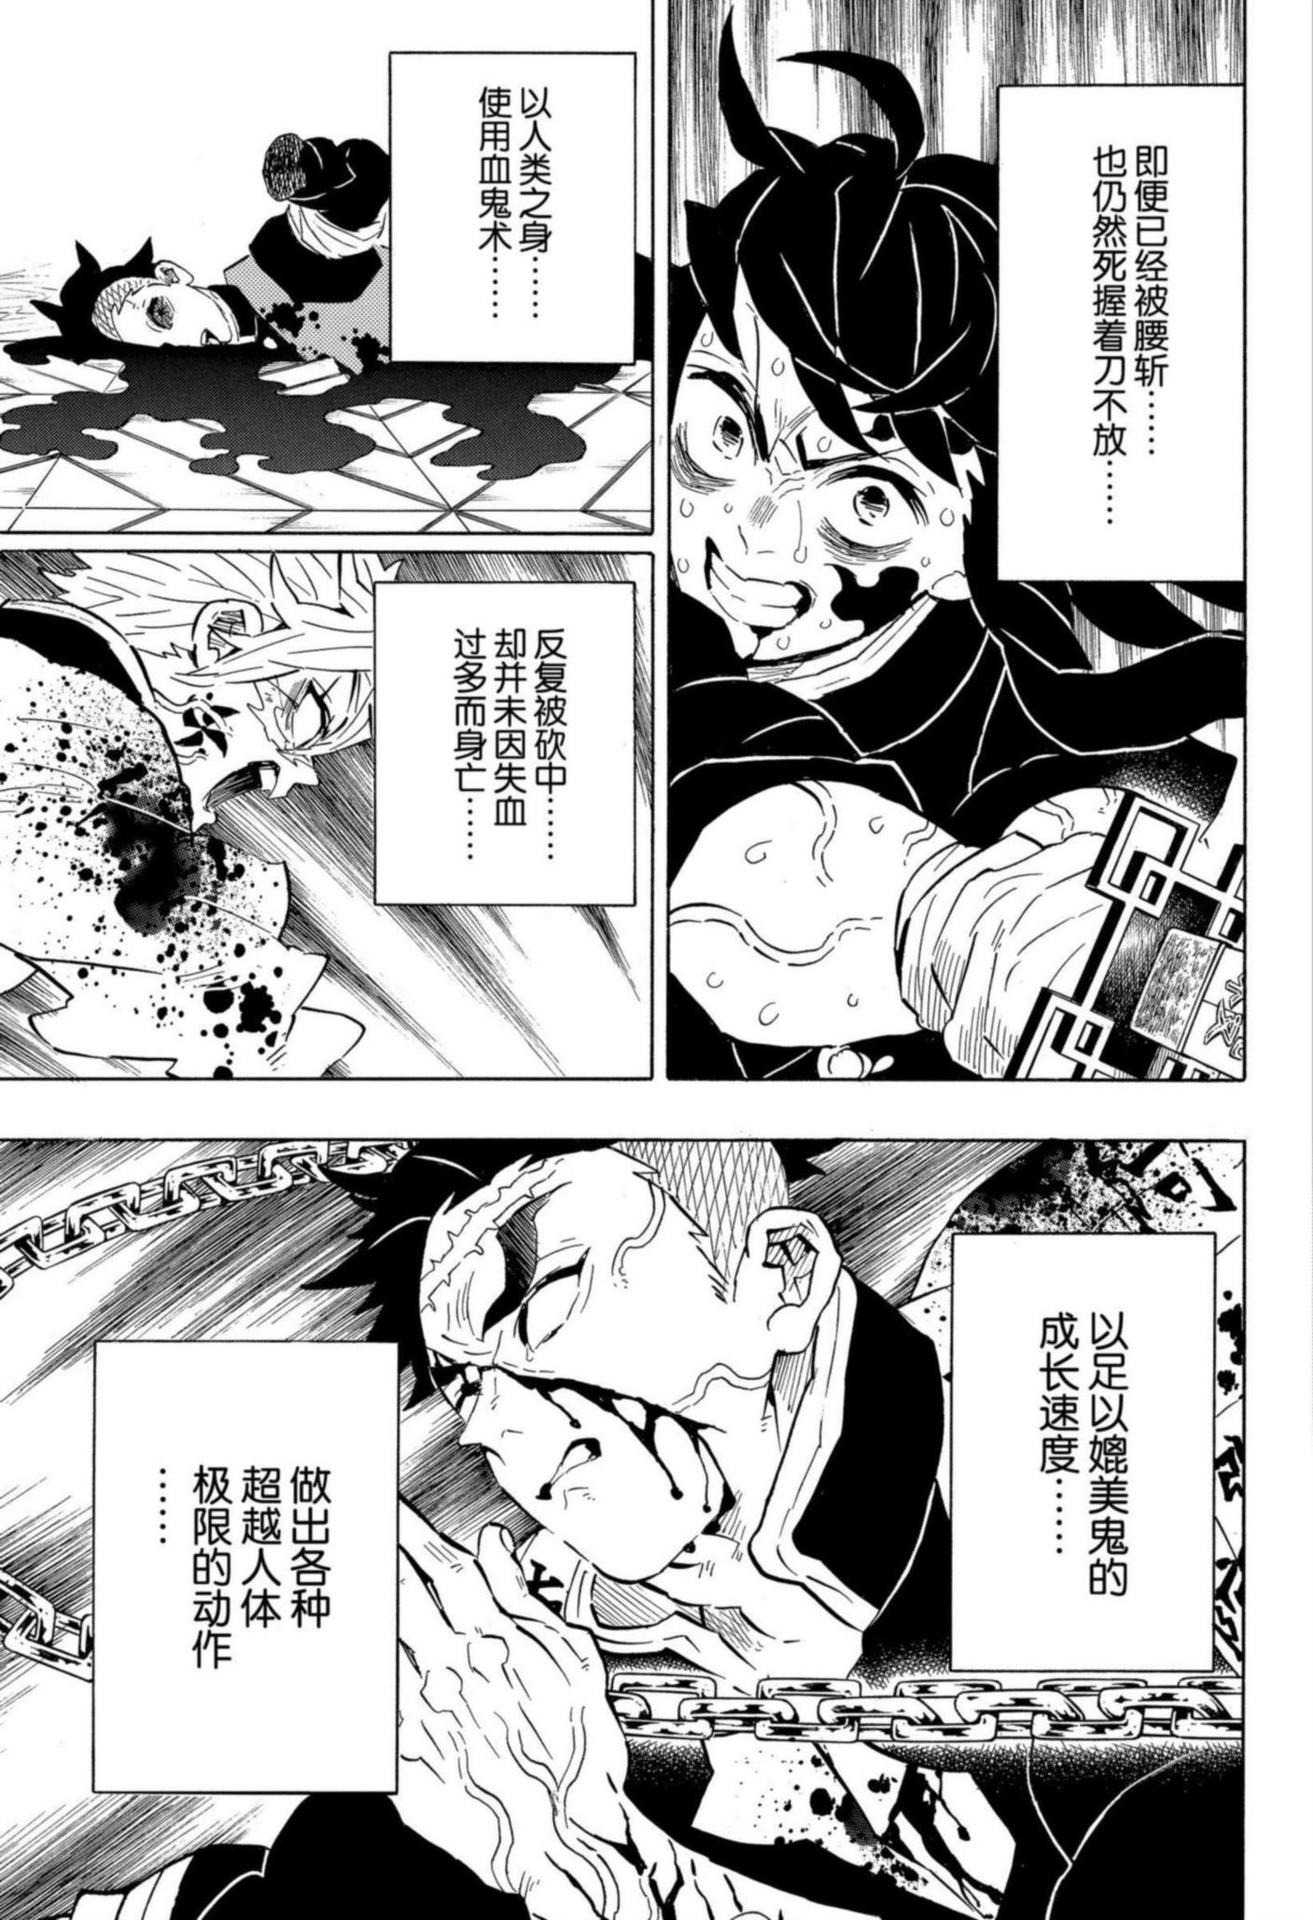 即便已经被腰斩……
也仍然死握着刀不放……
以人类之身……
使用血鬼术……
反复被砍中……
却并未因失血
过多而身亡……
以足以媲美鬼的
成长速度……
做出各种
超越人体
极限的动作
……